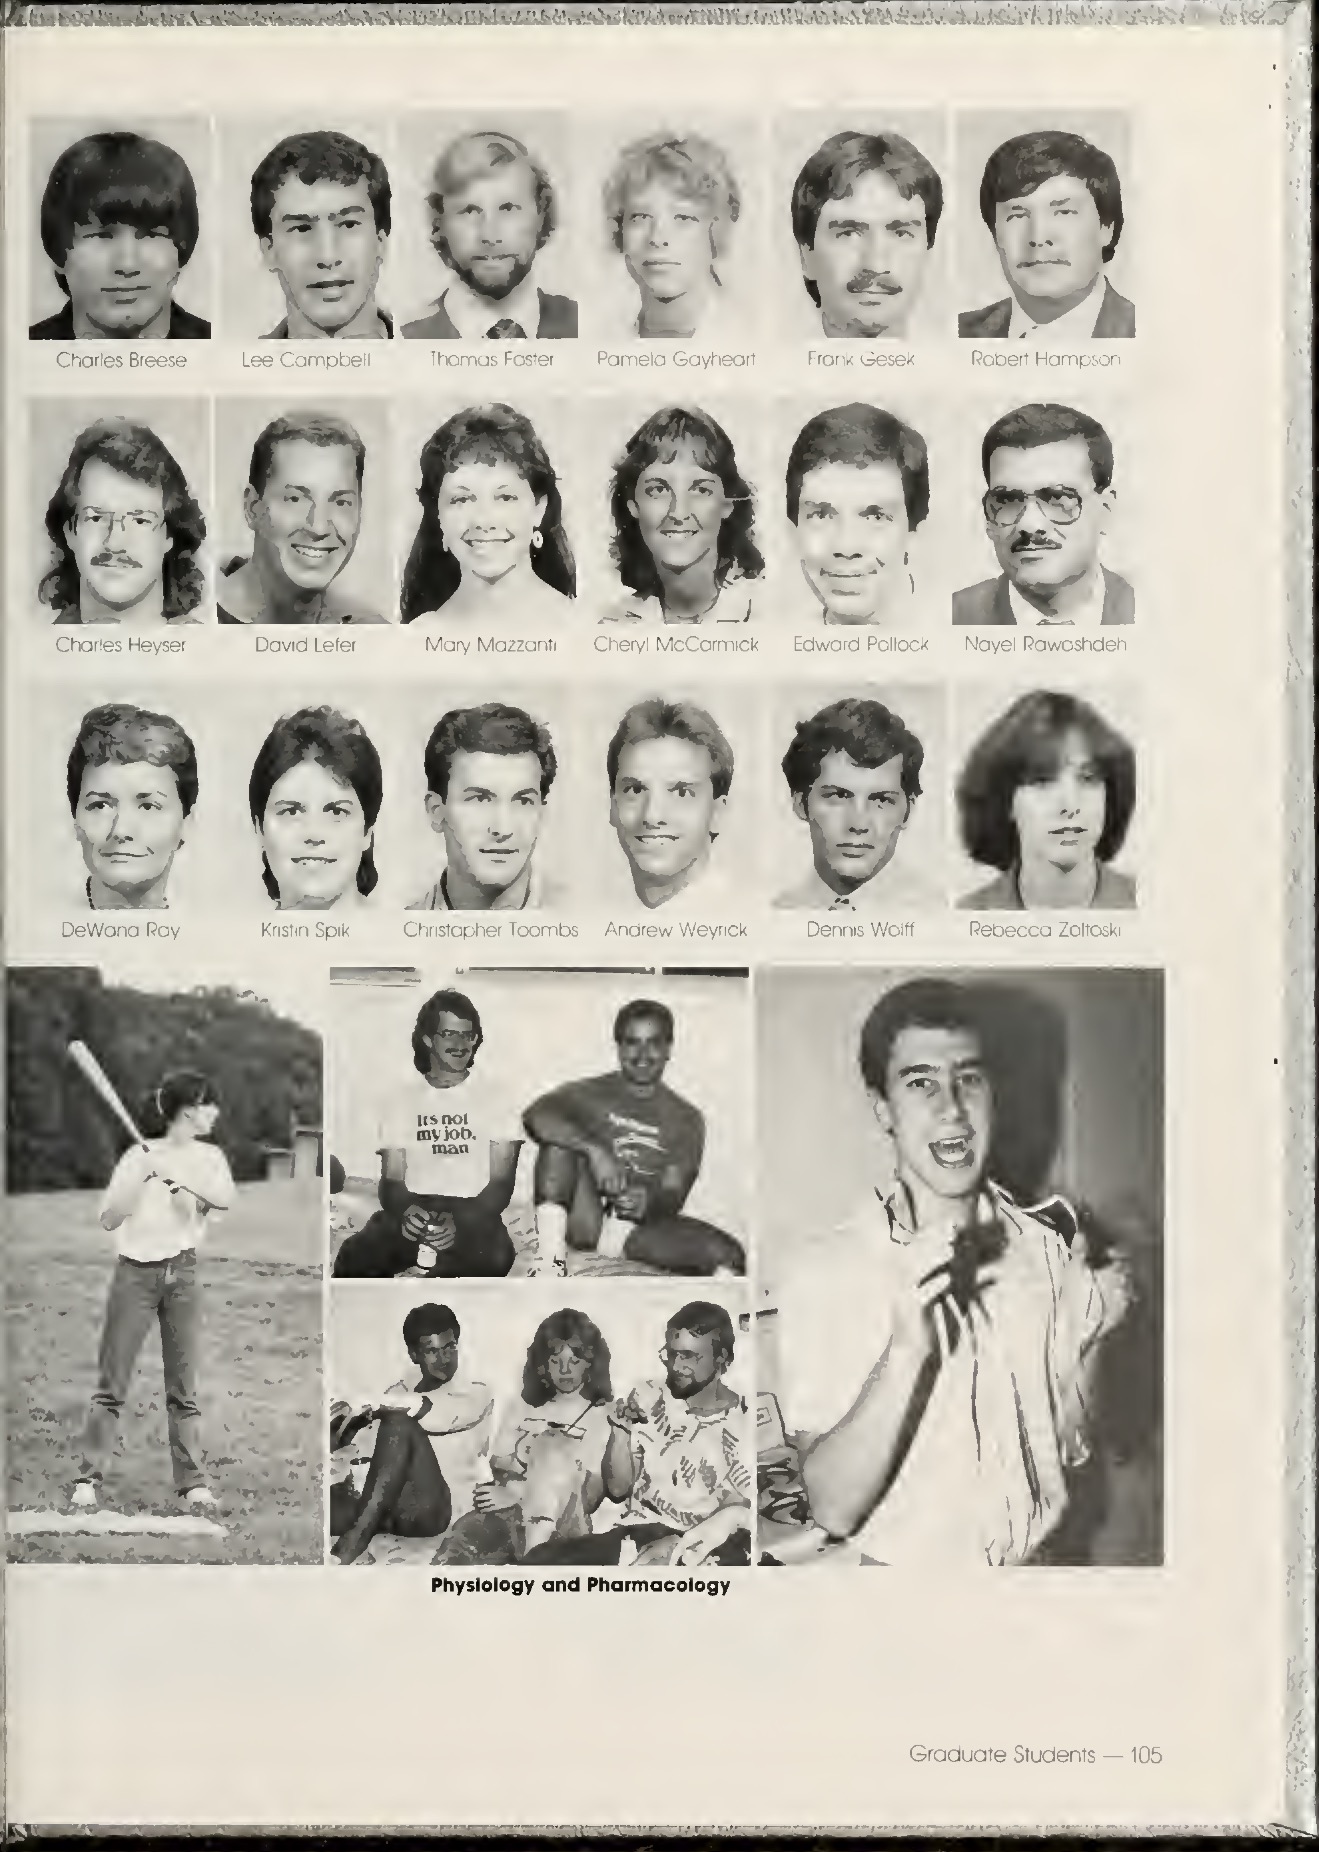 Charles Breese
Lee Campbell
Thomas Foster
Pamela Gayheart
Frank Gesek
Robert Hampson
Charles Heyser
David Lefer
Mary Mazzanti
Cheryl McCormick
Edward Pollock
Nayel Rawashdeh
DeWana Ray
Kristin Spik
Christopher Toombs
Andrew Weyrick
Dennis Wolff
Rebecca Zoltoski
It's not
my job,
man
Physiology and Pharmacology
Graduate Students — 105